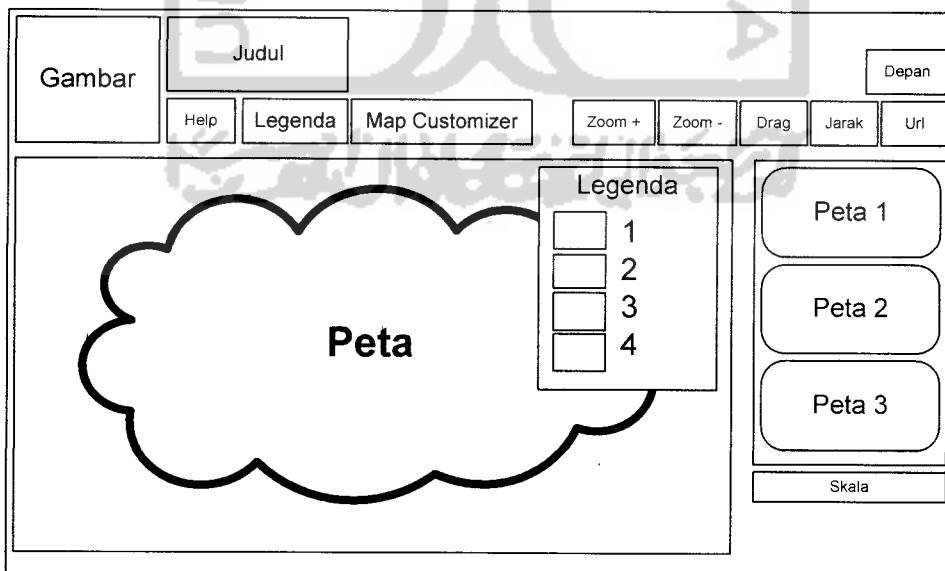 Gambar
Judul
Depan
Help
Legenda
Map Customizer
Zoom +
Zoom -
Drag
Jarak
Url
Legenda
1
2
3
4
Peta
Peta 1
Peta 2
Peta 3
Skala